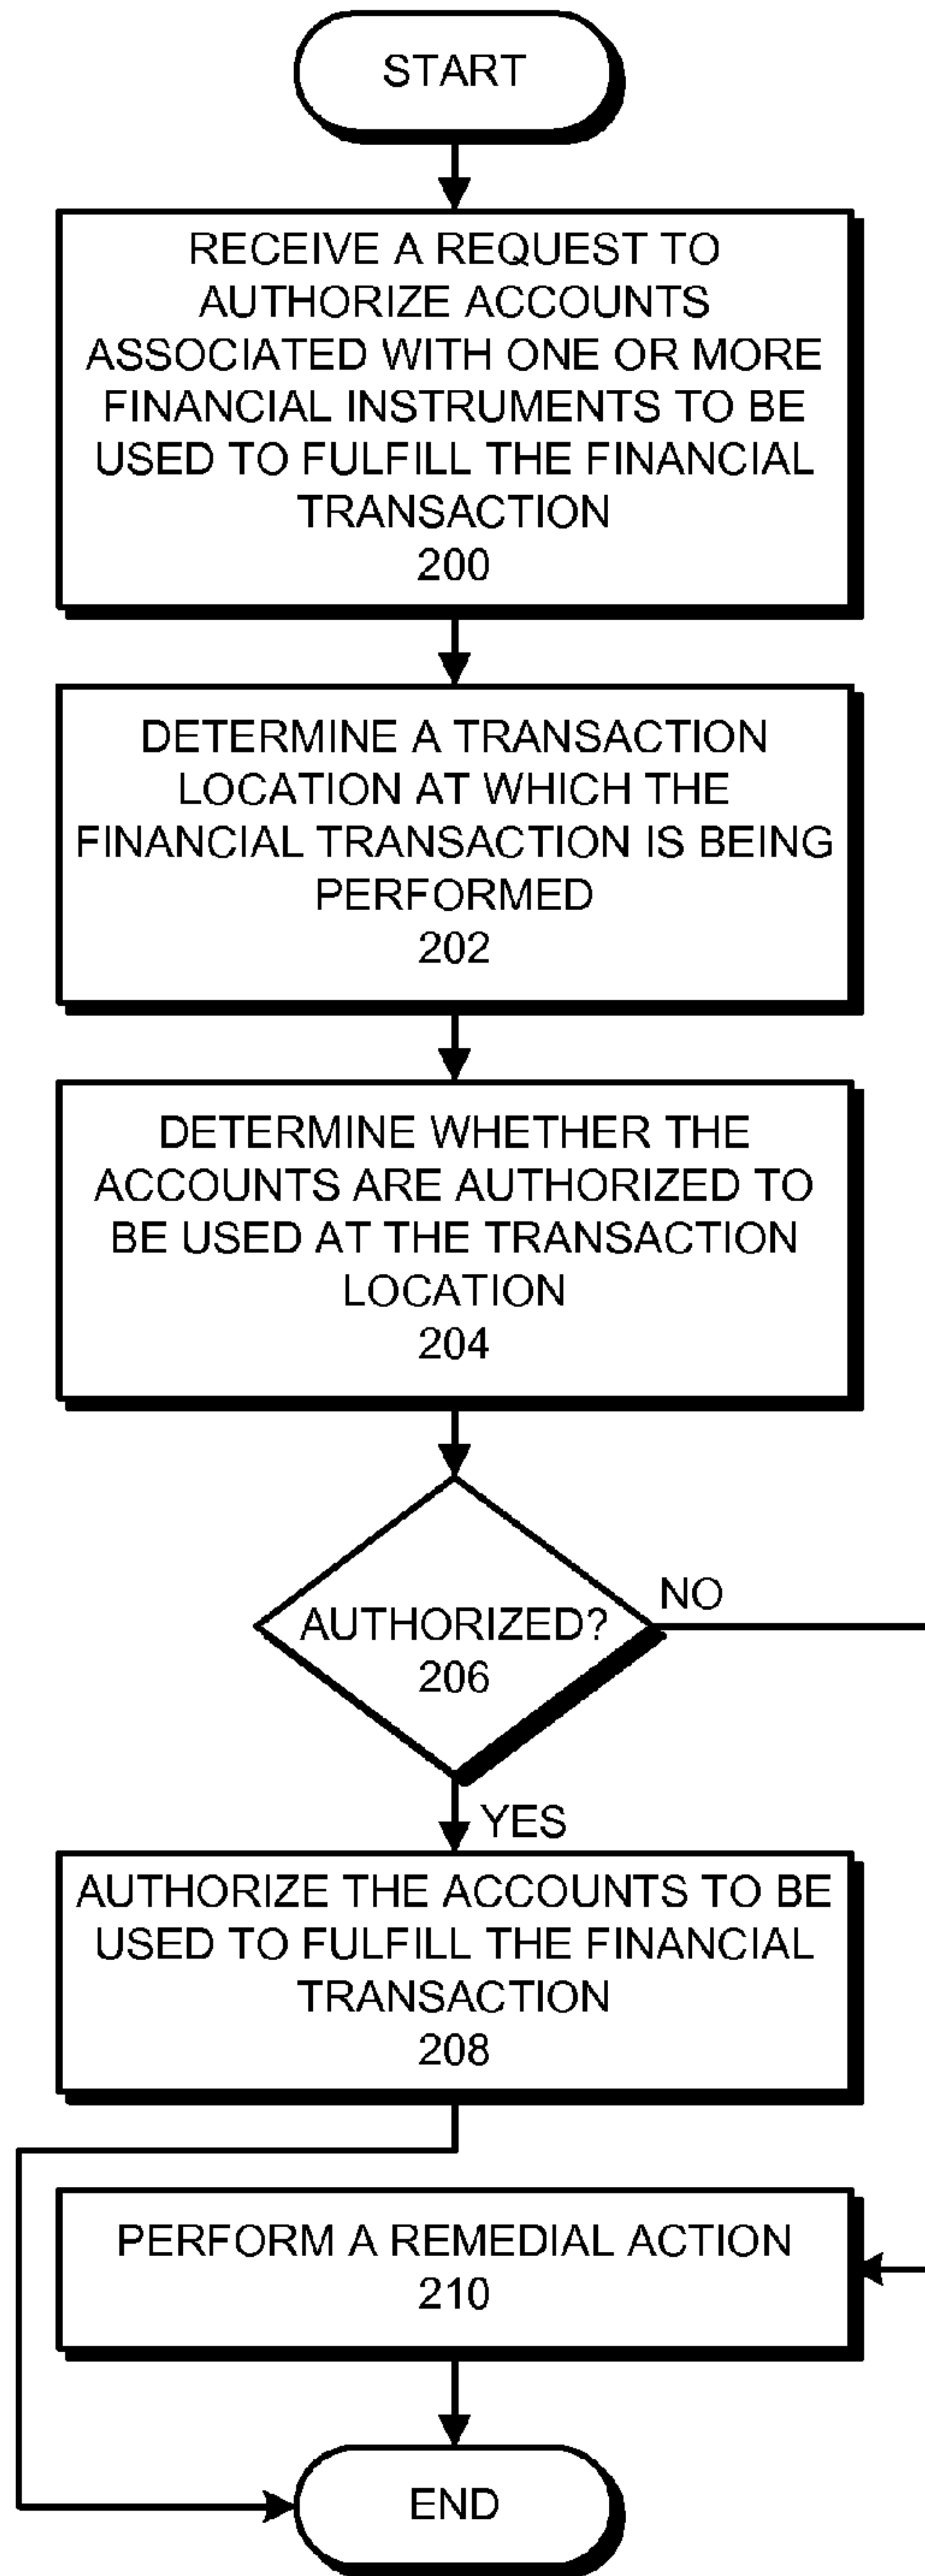 START
RECEIVE A REQUEST TO
AUTHORIZE ACCOUNTS
ASSOCIATED WITH ONE OR MORE
FINANCIAL INSTRUMENTS TO BE
USED TO FULFILL THE FINANCIAL
TRANSACTION
200
DETERMINE A TRANSACTION
LOCATION AT WHICH THE
FINANCIAL TRANSACTION IS BEING
PERFORMED
202
DETERMINE WHETHER THE
ACCOUNTS ARE AUTHORIZED TO
BE USED AT THE TRANSACTION
LOCATION
204
NO
AUTHORIZED?
206
YES
AUTHORIZE THE ACCOUNTS TO BE
USED TO FULFILL THE FINANCIAL
TRANSACTION
208
PERFORM A REMEDIAL ACTION
210
END